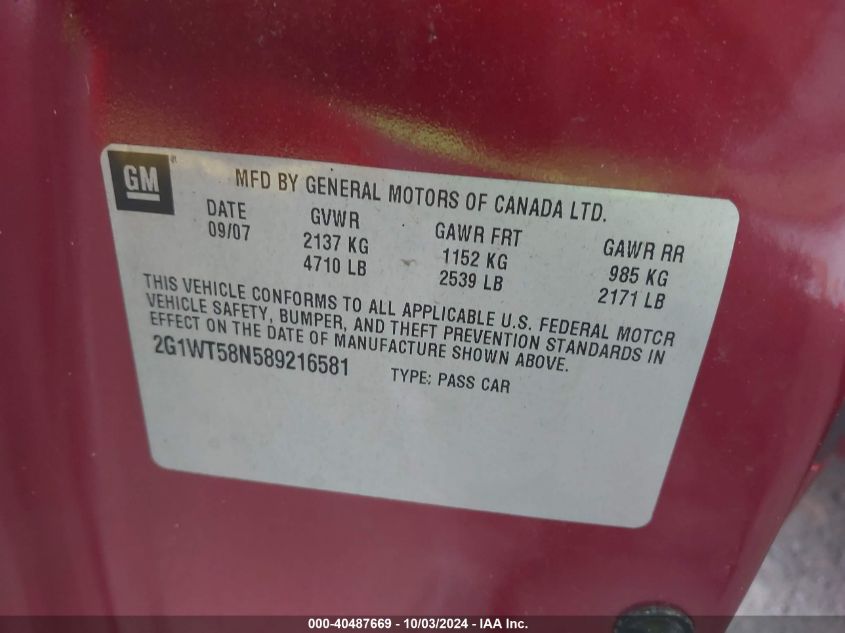 GM ®
MFD BY GENERAL MOTORS OF CANADA LTD.
DATE GVWR GAWR FRT GAWR RR
09/07 2137 KG 1152 KG 985 KG
4710 LB 2539 LB 2171 LB
THIS VEHICLE CONFORMS TO ALL APPLICABLE U.S. FEDERAL MOTOR
VEHICLE SAFETY, BUMPER, AND THEFT PREVENTION STANDARDS IN
EFFECT ON THE DATE OF MANUFACTURE SHOWN ABOVE.
2G1WT58N589216581 TYPE: PASS CAR
000-40487669 - 10/03/2024 - IAA, Inc.